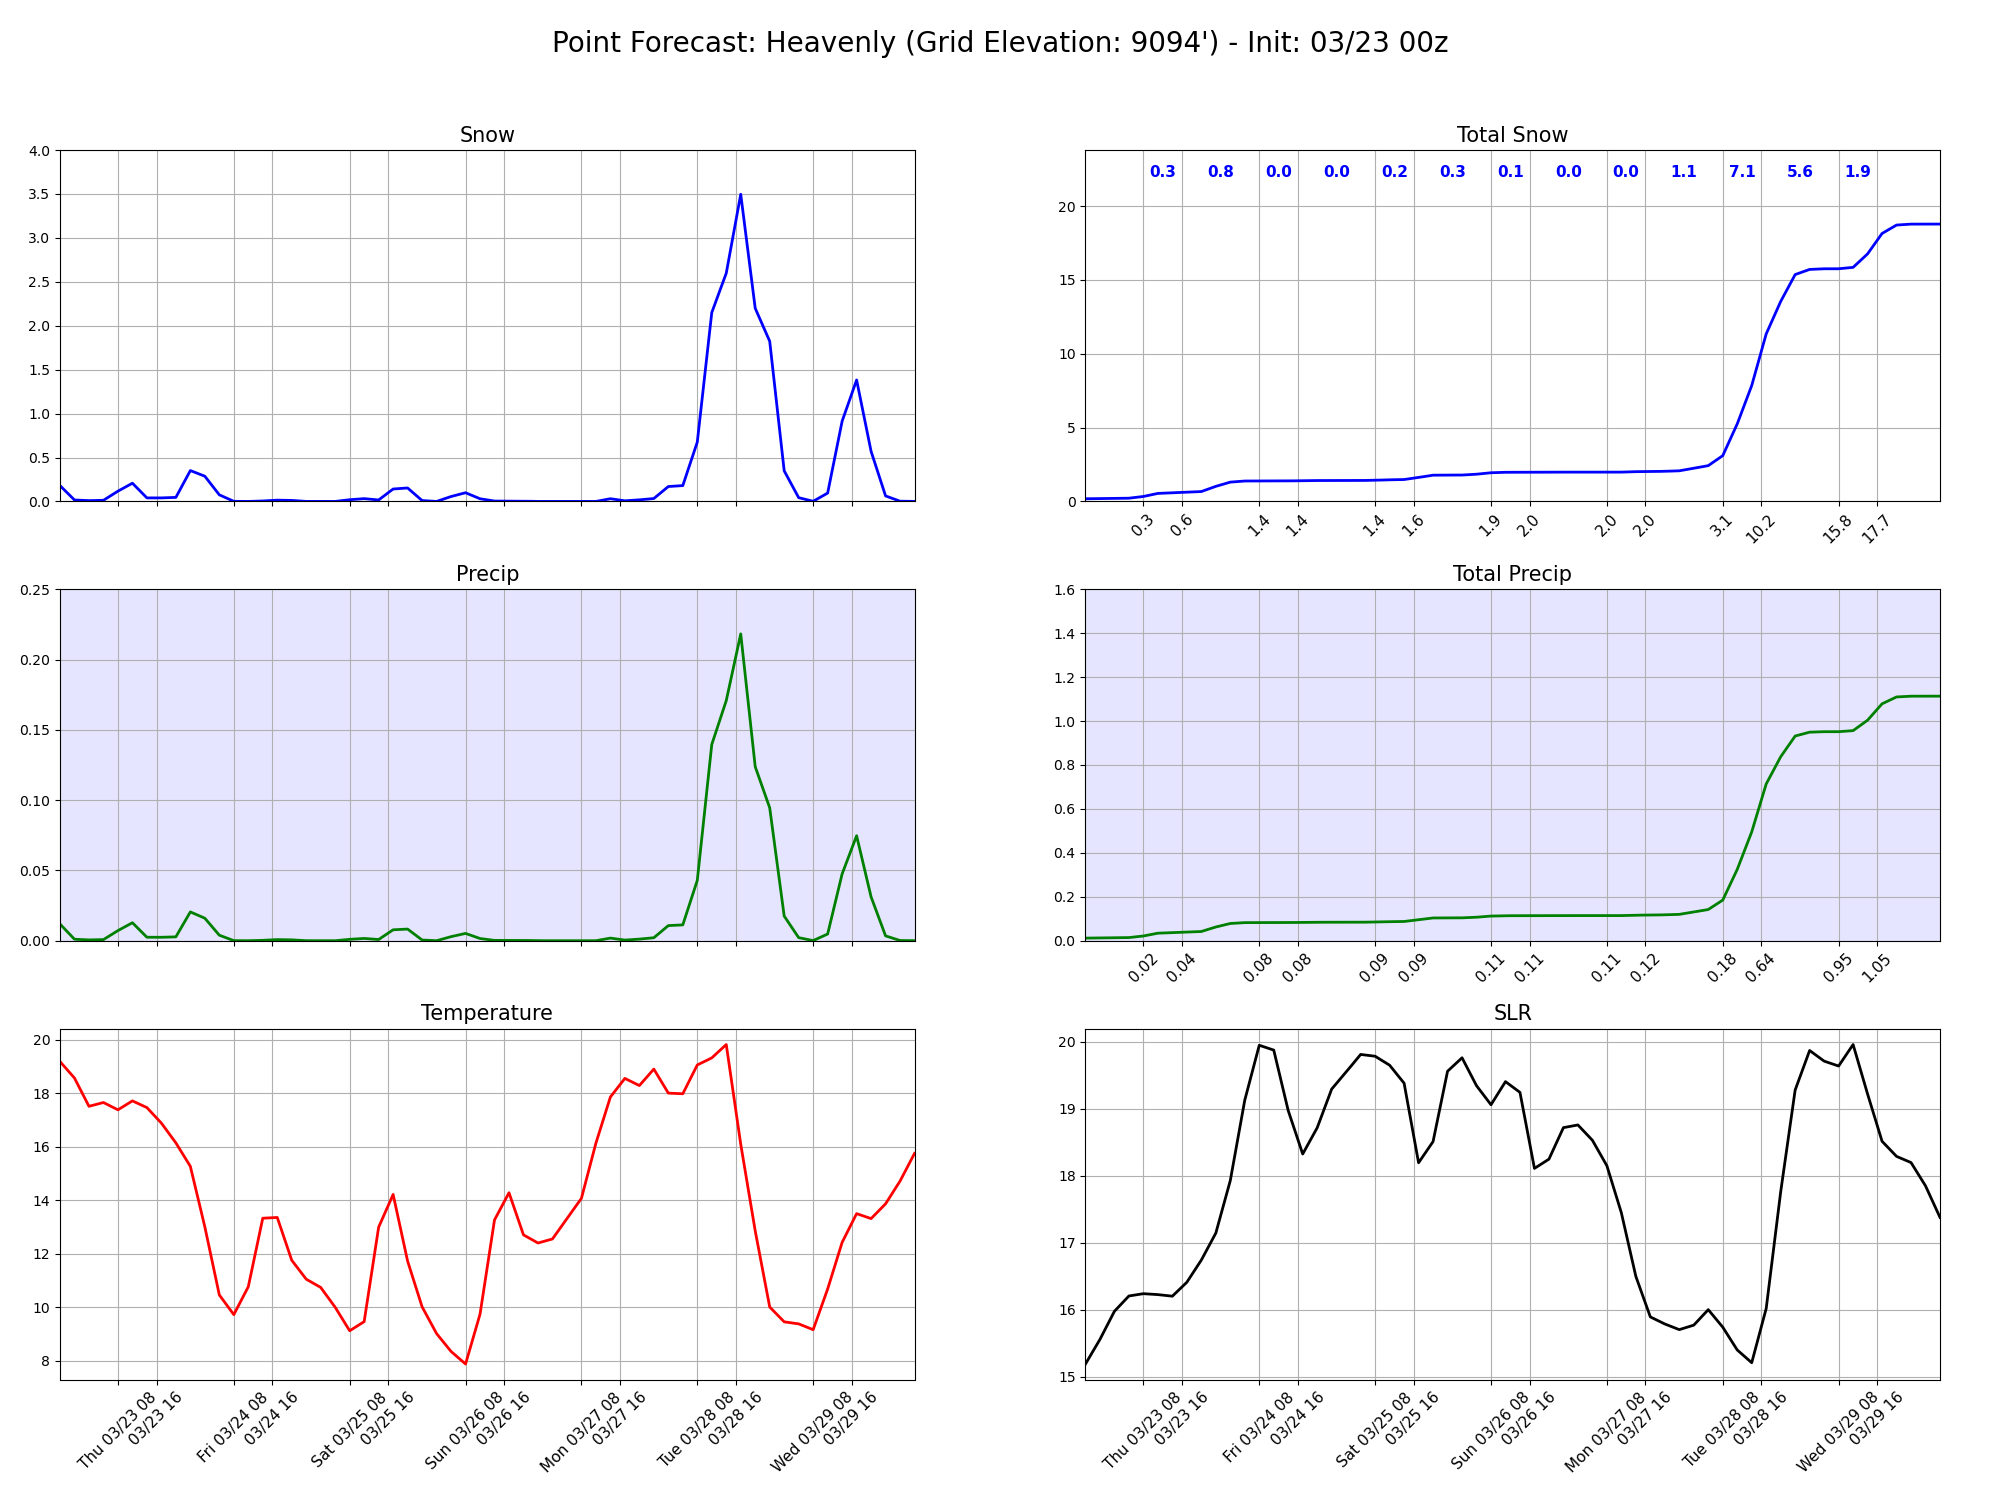 Point Forecast: Heavenly (Grid Elevation: 9094') - Init: 03/23 00z
Snow
4.0
3.5
3.0
2.5
2.0
1.5
1.0
0.5
0.0
Total Snow
0.3 0.8 0.0 0.0 0.2 0.3 0.1 0.0 0.0 1.1 7.1 5.6 1.9
20
15
10
5
0
0.3 0.6 1.4 1.4 1.4 1.6 1.9 2.0 2.0 2.0 3.1 10.2 15.8 17.7
Precip
0.25
0.20
0.15
0.10
0.05
0.00
Total Precip
1.6
1.4
1.2
1.0
0.8
0.6
0.4
0.2
0.0
0.02 0.04 0.08 0.08 0.09 0.09 0.11 0.11 0.11 0.12 0.18 0.64 0.95 1.05
Temperature
20
18
16
14
12
10
8
Thu 03/23 08
03/23 16
Fri 03/24 08
03/24 16
Sat 03/25 08
03/25 16
Sun 03/26 08
03/26 16
Mon 03/27 08
03/27 16
Tue 03/28 08
03/28 16
Wed 03/29 08
03/29 16
SLR
20
19
18
17
16
15
Thu 03/23 08
03/23 16
Fri 03/24 08
03/24 16
Sat 03/25 08
03/25 16
Sun 03/26 08
03/26 16
Mon 03/27 08
03/27 16
Tue 03/28 08
03/28 16
Wed 03/29 08
03/29 16